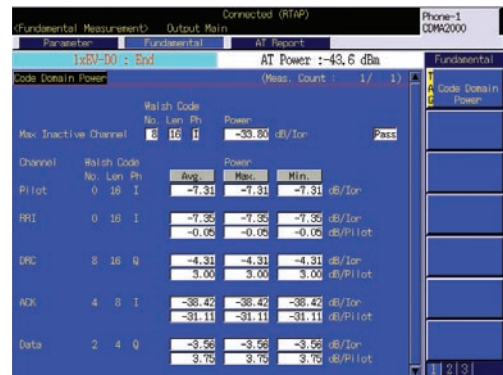 Connected (RTAP)
Phone-1
<Fundamental Measurement> Output Main
CDMA2000
Parameter Fundamental AT Report Fundamental
1xEV-DO : End AT Power :-43.6 dBm
Code Domain Power (Meas. Count : 1/ 1)
TAG
Code Domain Power
Walsh Code
No. Len Ph Power
Max Inactive Channel 8 16 I -33.80 dB/Ior Pass
Channel Walsh Code Power
No. Len Ph Avg. Max. Min.
Pilot 0 16 I -7.31 -7.31 -7.31 dB/Ior
RRI 0 16 I -7.35 -7.35 -7.35 dB/Ior
-0.05 -0.05 -0.05 dB/Pilot
DRC 8 16 Q -4.31 -4.31 -4.31 dB/Ior
3.00 3.00 3.00 dB/Pilot
ACK 4 8 I -38.42 -38.42 -38.42 dB/Ior
-31.11 -31.11 -31.11 dB/Pilot
Data 2 4 Q -3.56 -3.56 -3.56 dB/Ior
3.75 3.75 3.75 dB/Pilot
1 2 3